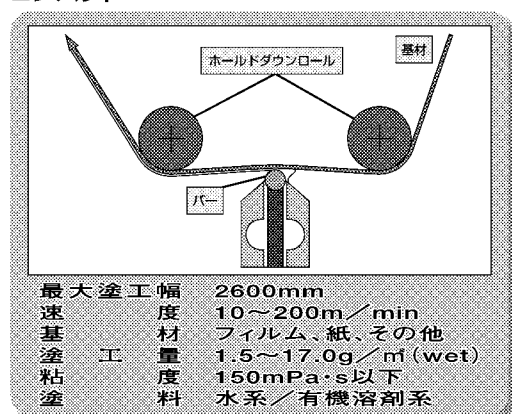 ホールドダウンロール
基材
バー
最大塗工幅 2600mm
速度 10～200m／min
基材 フィルム、紙、その他
塗工量 1.5～17.0g／㎡(wet)
粘度 150mPa･s以下
塗料 水系／有機溶剤系